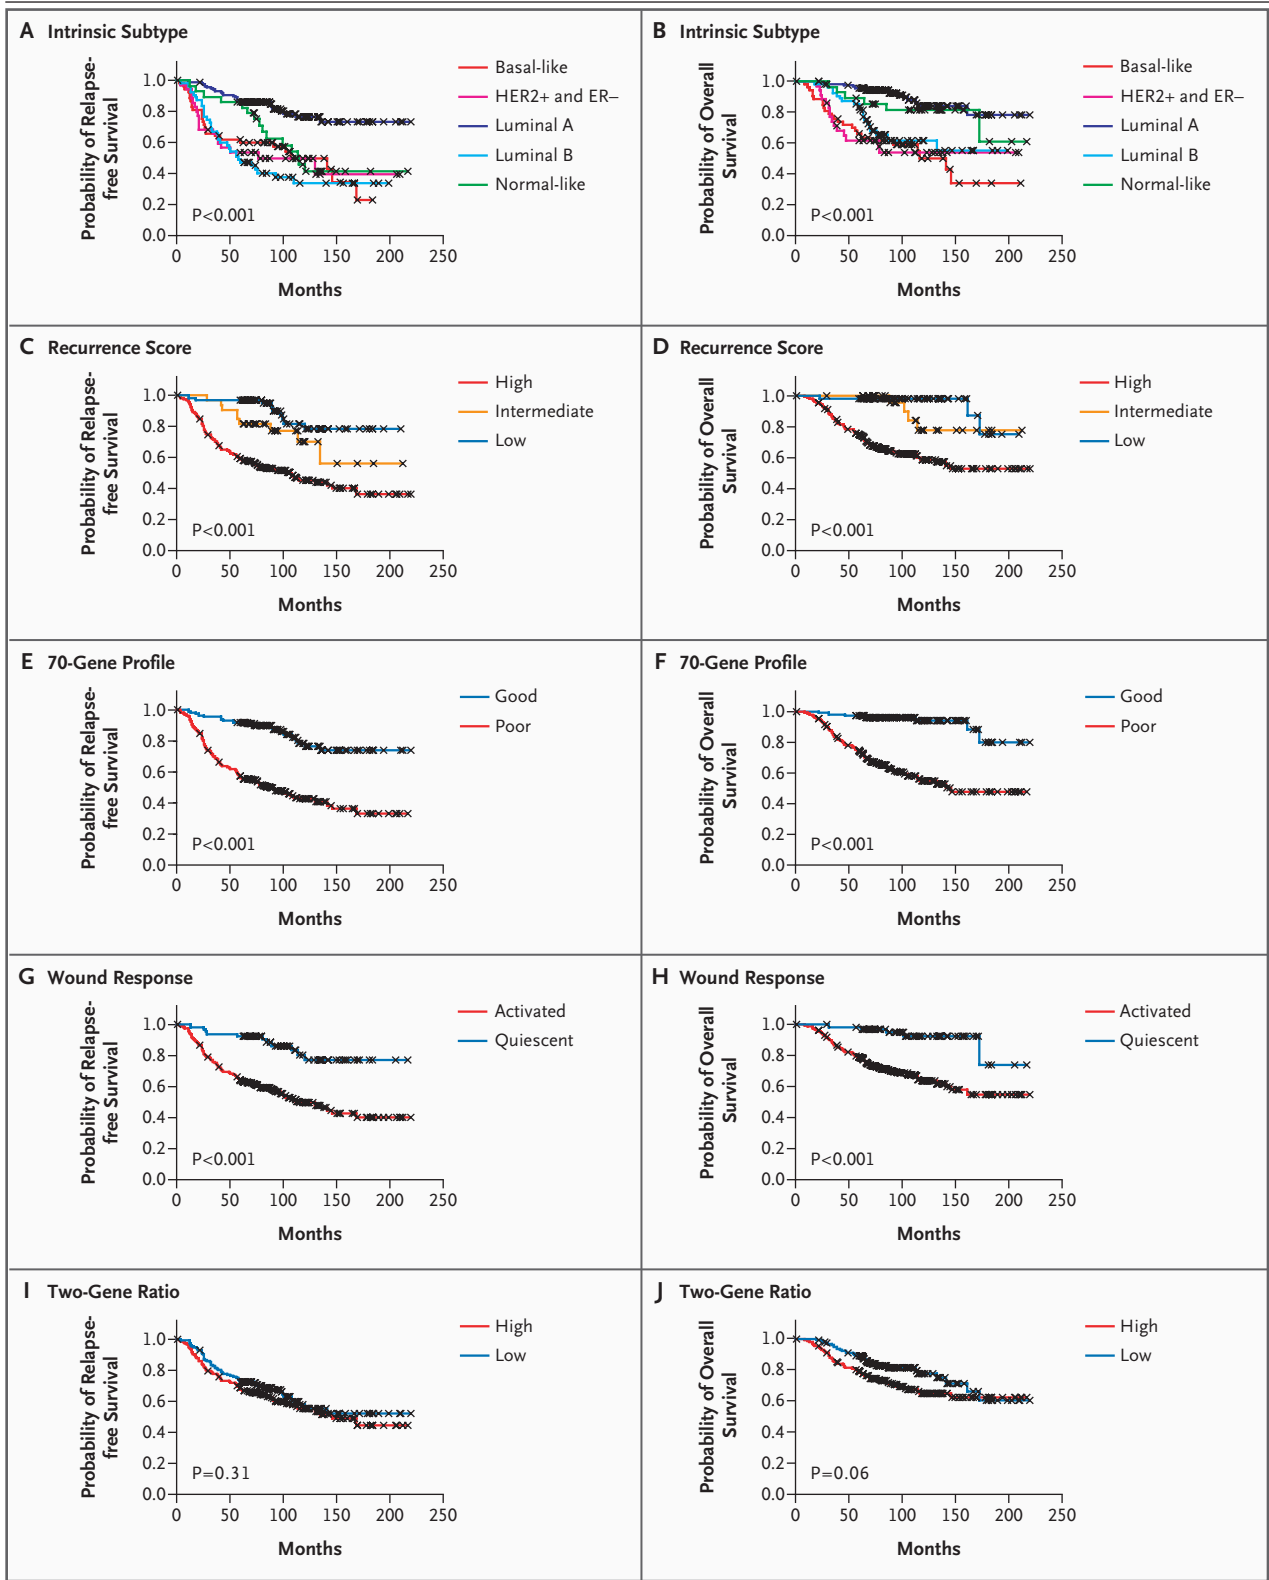 A Intrinsic Subtype
Probability of Relapse-
free Survival
1.0
0.8
0.6
0.4
0.2
0.0
P<0.001
0 50 100 150 200 250
Months
Basal-like
HER2+ and ER–
Luminal A
Luminal B
Normal-like
B Intrinsic Subtype
Probability of Overall
Survival
1.0
0.8
0.6
0.4
0.2
0.0
P<0.001
0 50 100 150 200 250
Months
Basal-like
HER2+ and ER–
Luminal A
Luminal B
Normal-like
C Recurrence Score
Probability of Relapse-
free Survival
1.0
0.8
0.6
0.4
0.2
0.0
P<0.001
0 50 100 150 200 250
Months
High
Intermediate
Low
D Recurrence Score
Probability of Overall
Survival
1.0
0.8
0.6
0.4
0.2
0.0
P<0.001
0 50 100 150 200 250
Months
High
Intermediate
Low
E 70-Gene Profile
Probability of Relapse-
free Survival
1.0
0.8
0.6
0.4
0.2
0.0
P<0.001
0 50 100 150 200 250
Months
Good
Poor
F 70-Gene Profile
Probability of Overall
Survival
1.0
0.8
0.6
0.4
0.2
0.0
P<0.001
0 50 100 150 200 250
Months
Good
Poor
G Wound Response
Probability of Relapse-
free Survival
1.0
0.8
0.6
0.4
0.2
0.0
P<0.001
0 50 100 150 200 250
Months
Activated
Quiescent
H Wound Response
Probability of Overall
Survival
1.0
0.8
0.6
0.4
0.2
0.0
P<0.001
0 50 100 150 200 250
Months
Activated
Quiescent
I Two-Gene Ratio
Probability of Relapse-
free Survival
1.0
0.8
0.6
0.4
0.2
0.0
P=0.31
0 50 100 150 200 250
Months
High
Low
J Two-Gene Ratio
Probability of Overall
Survival
1.0
0.8
0.6
0.4
0.2
0.0
P=0.06
0 50 100 150 200 250
Months
High
Low